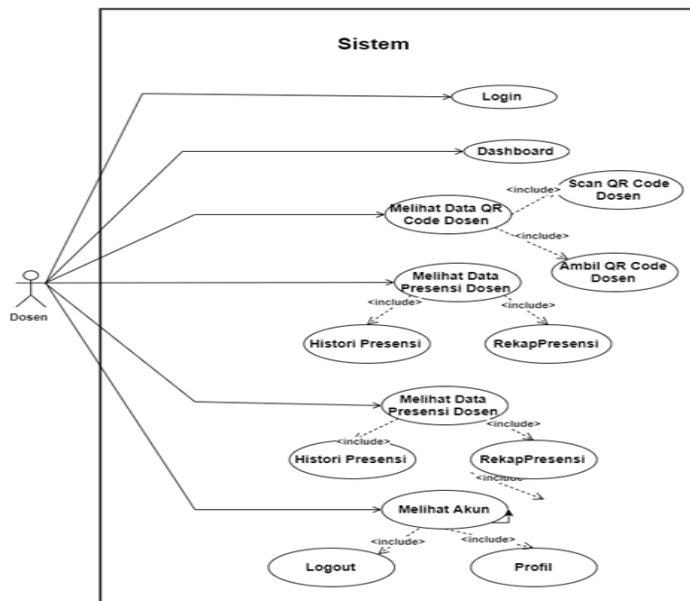 Sistem
Login
Dashboard
<include>
Scan QR Code
Dosen
Melihat Data QR
Code Dosen
<include>
Ambil QR Code
Dosen
Dosen
Melihat Data
Presensi Dosen
<include>
<include>
Histori Presensi
RekapPresensi
Melihat Data
Presensi Dosen
<include>
<include>
Histori Presensi
RekapPresensi
<include>
Melihat Akun
<include>
<include>
Logout
Profil